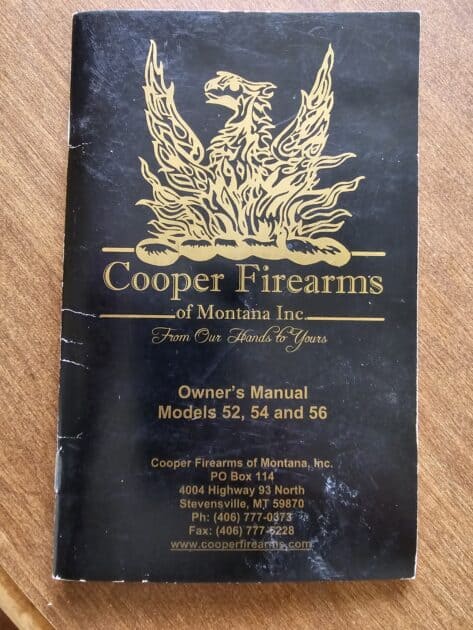 Cooper Firearms
of Montana Inc.
From Our Hands to Yours
Owner's Manual
Models 52, 54 and 56
Cooper Firearms of Montana, Inc.
PO Box 114
4004 Highway 93 North
Stevensville, MT 59870
Ph: (406) 777-0373
Fax: (406) 777-5228
www.cooperfirearms.com